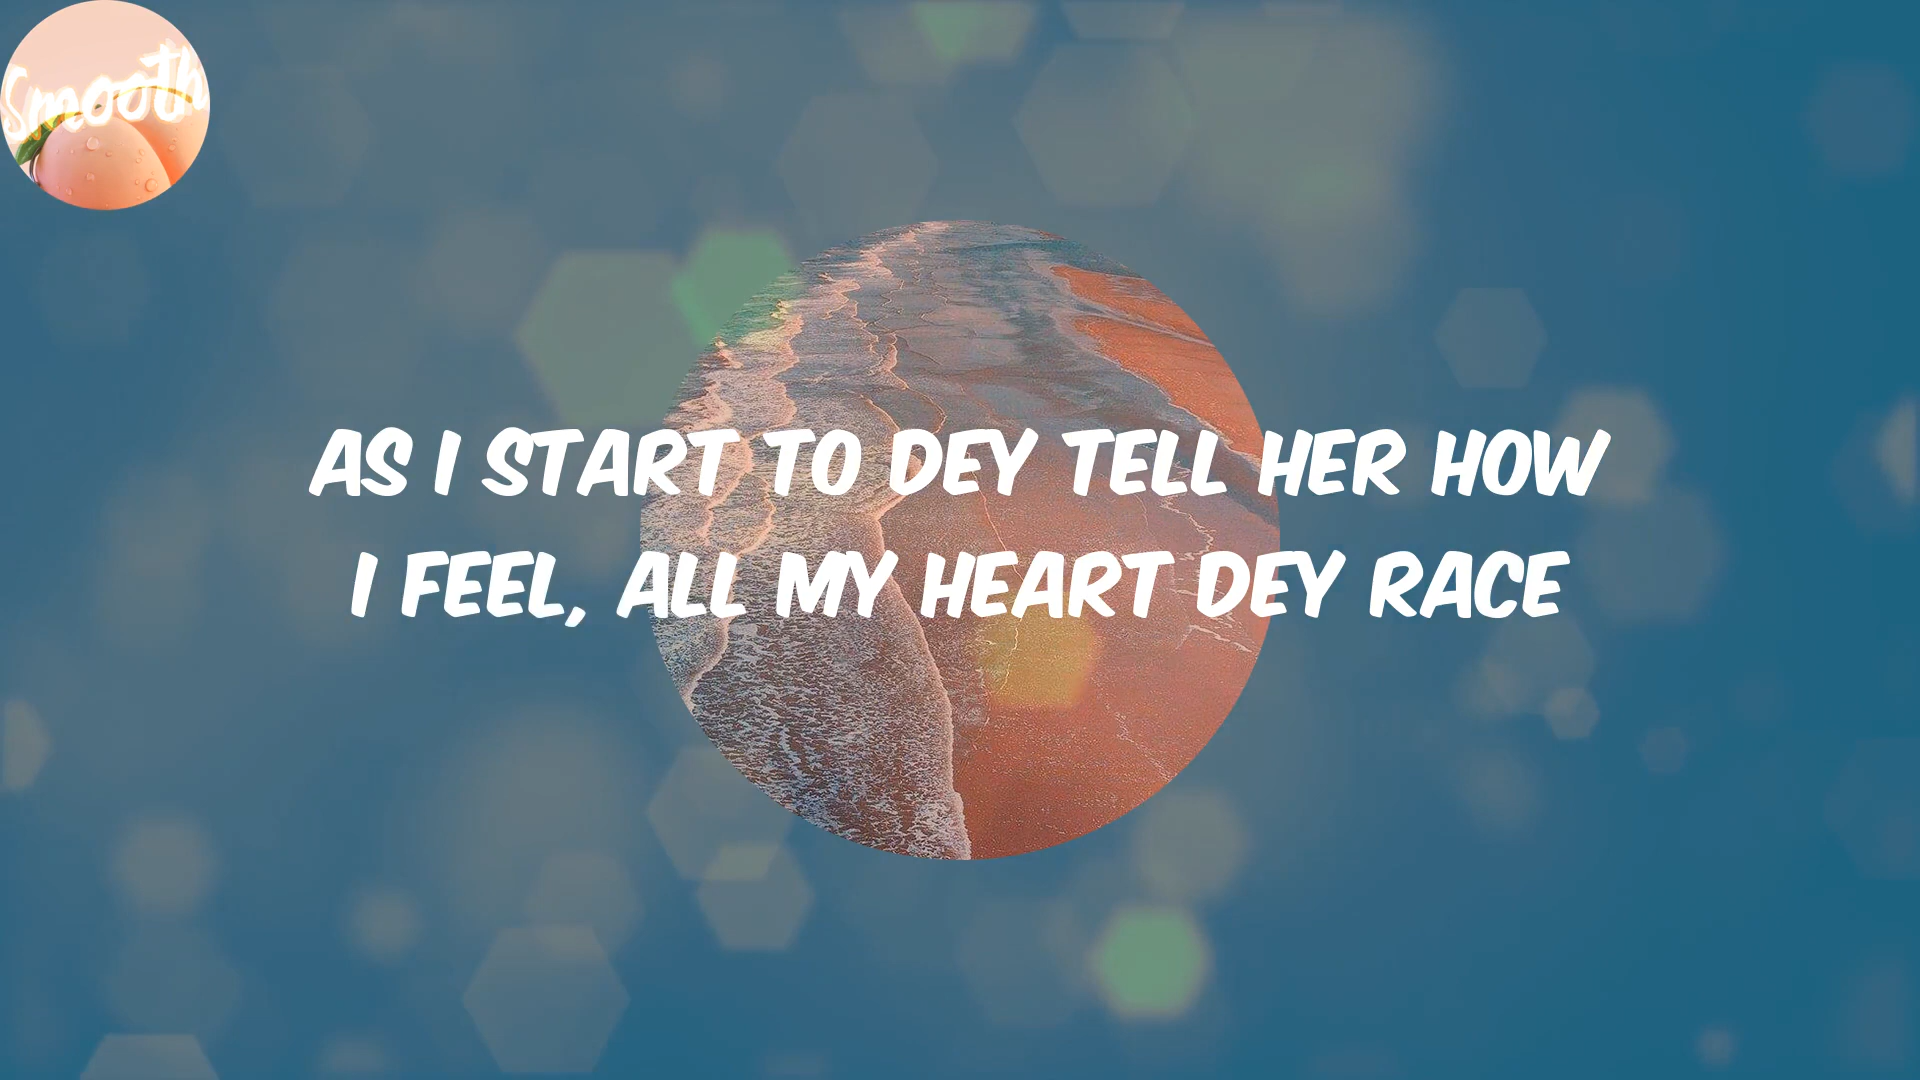 Smooth
AS I START TO DEY TELL HER HOW
I FEEL, ALL MY HEART DEY RACE